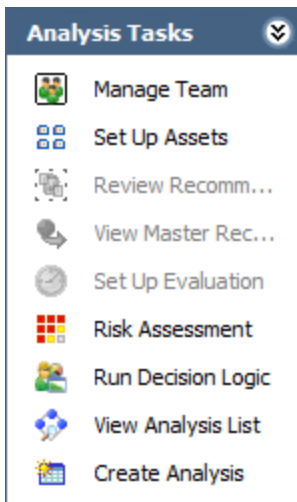 Analysis Tasks
Manage Team
Set Up Assets
Review Recomm...
View Master Rec...
Set Up Evaluation
Risk Assessment
Run Decision Logic
View Analysis List
Create Analysis